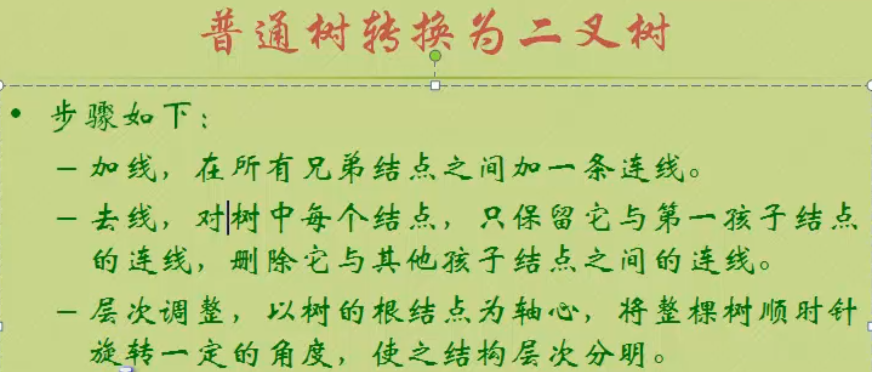 普通树转换为二叉树
• 步骤如下：
– 加线，在所有兄弟结点之间加一条连线。
– 去线，对树中每个结点，只保留它与第一孩子结点
的连线，删除它与其他孩子结点之间的连线。
– 层次调整，以树的根结点为轴心，将整棵树顺时针
旋转一定的角度，使之结构层次分明。